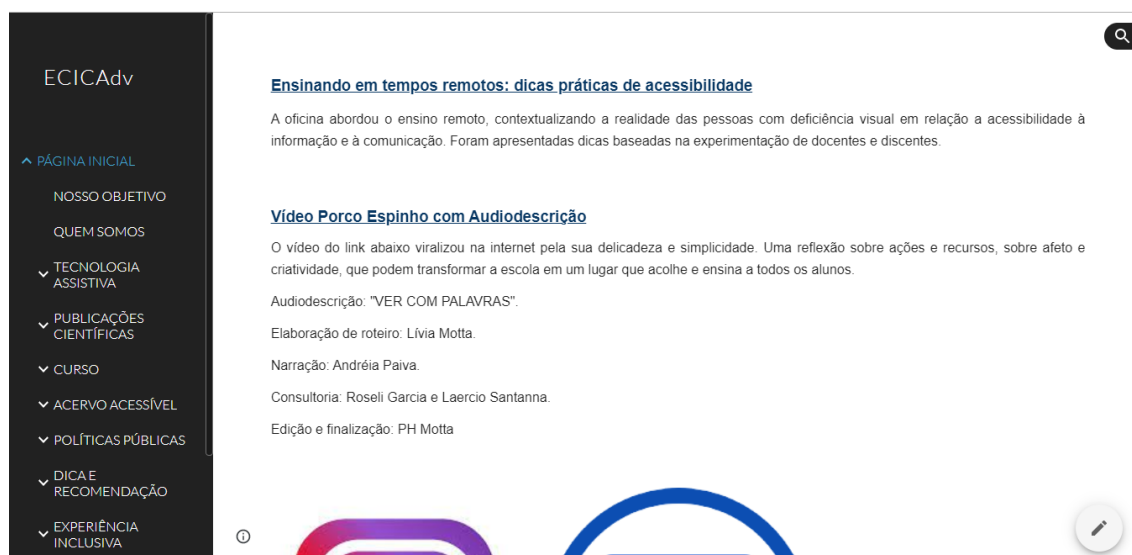 ECICAdv
PÁGINA INICIAL
NOSSO OBJETIVO
QUEM SOMOS
TECNOLOGIA
ASSISTIVA
PUBLICAÇÕES
CIENTÍFICAS
CURSO
ACERVO ACESSÍVEL
POLÍTICAS PÚBLICAS
DICA E
RECOMENDAÇÃO
EXPERIÊNCIA
INCLUSIVA
Ensinando em tempos remotos: dicas práticas de acessibilidade
A oficina abordou o ensino remoto, contextualizando a realidade das pessoas com deficiência visual em relação a acessibilidade à
informação e à comunicação. Foram apresentadas dicas baseadas na experimentação de docentes e discentes.
Vídeo Porco Espinho com Audiodescrição
O vídeo do link abaixo viralizou na internet pela sua delicadeza e simplicidade. Uma reflexão sobre ações e recursos, sobre afeto e
criatividade, que podem transformar a escola em um lugar que acolhe e ensina a todos os alunos.
Audiodescrição: "VER COM PALAVRAS".
Elaboração de roteiro: Lívia Motta.
Narração: Andréia Paiva.
Consultoria: Roseli Garcia e Laercio Santanna.
Edição e finalização: PH Motta